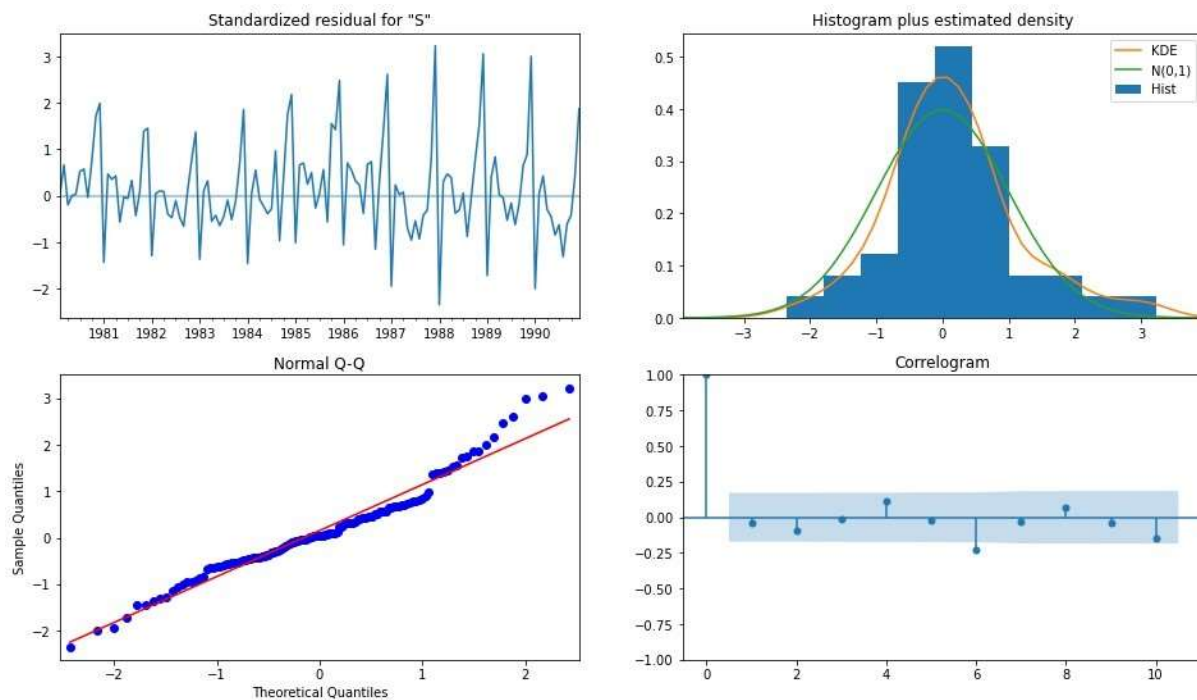 Standardized residual for "S"
3
2
1
0
−1
−2
1981 1982 1983 1984 1985 1986 1987 1988 1989 1990
Histogram plus estimated density
KDE
N(0,1)
Hist
0.5
0.4
0.3
0.2
0.1
0.0
−3 −2 −1 0 1 2 3
Normal Q-Q
Sample Quantiles
3
2
1
0
−1
−2
−2 −1 0 1 2
Theoretical Quantiles
Correlogram
1.00
0.75
0.50
0.25
0.00
−0.25
−0.50
−0.75
−1.00
0 2 4 6 8 10